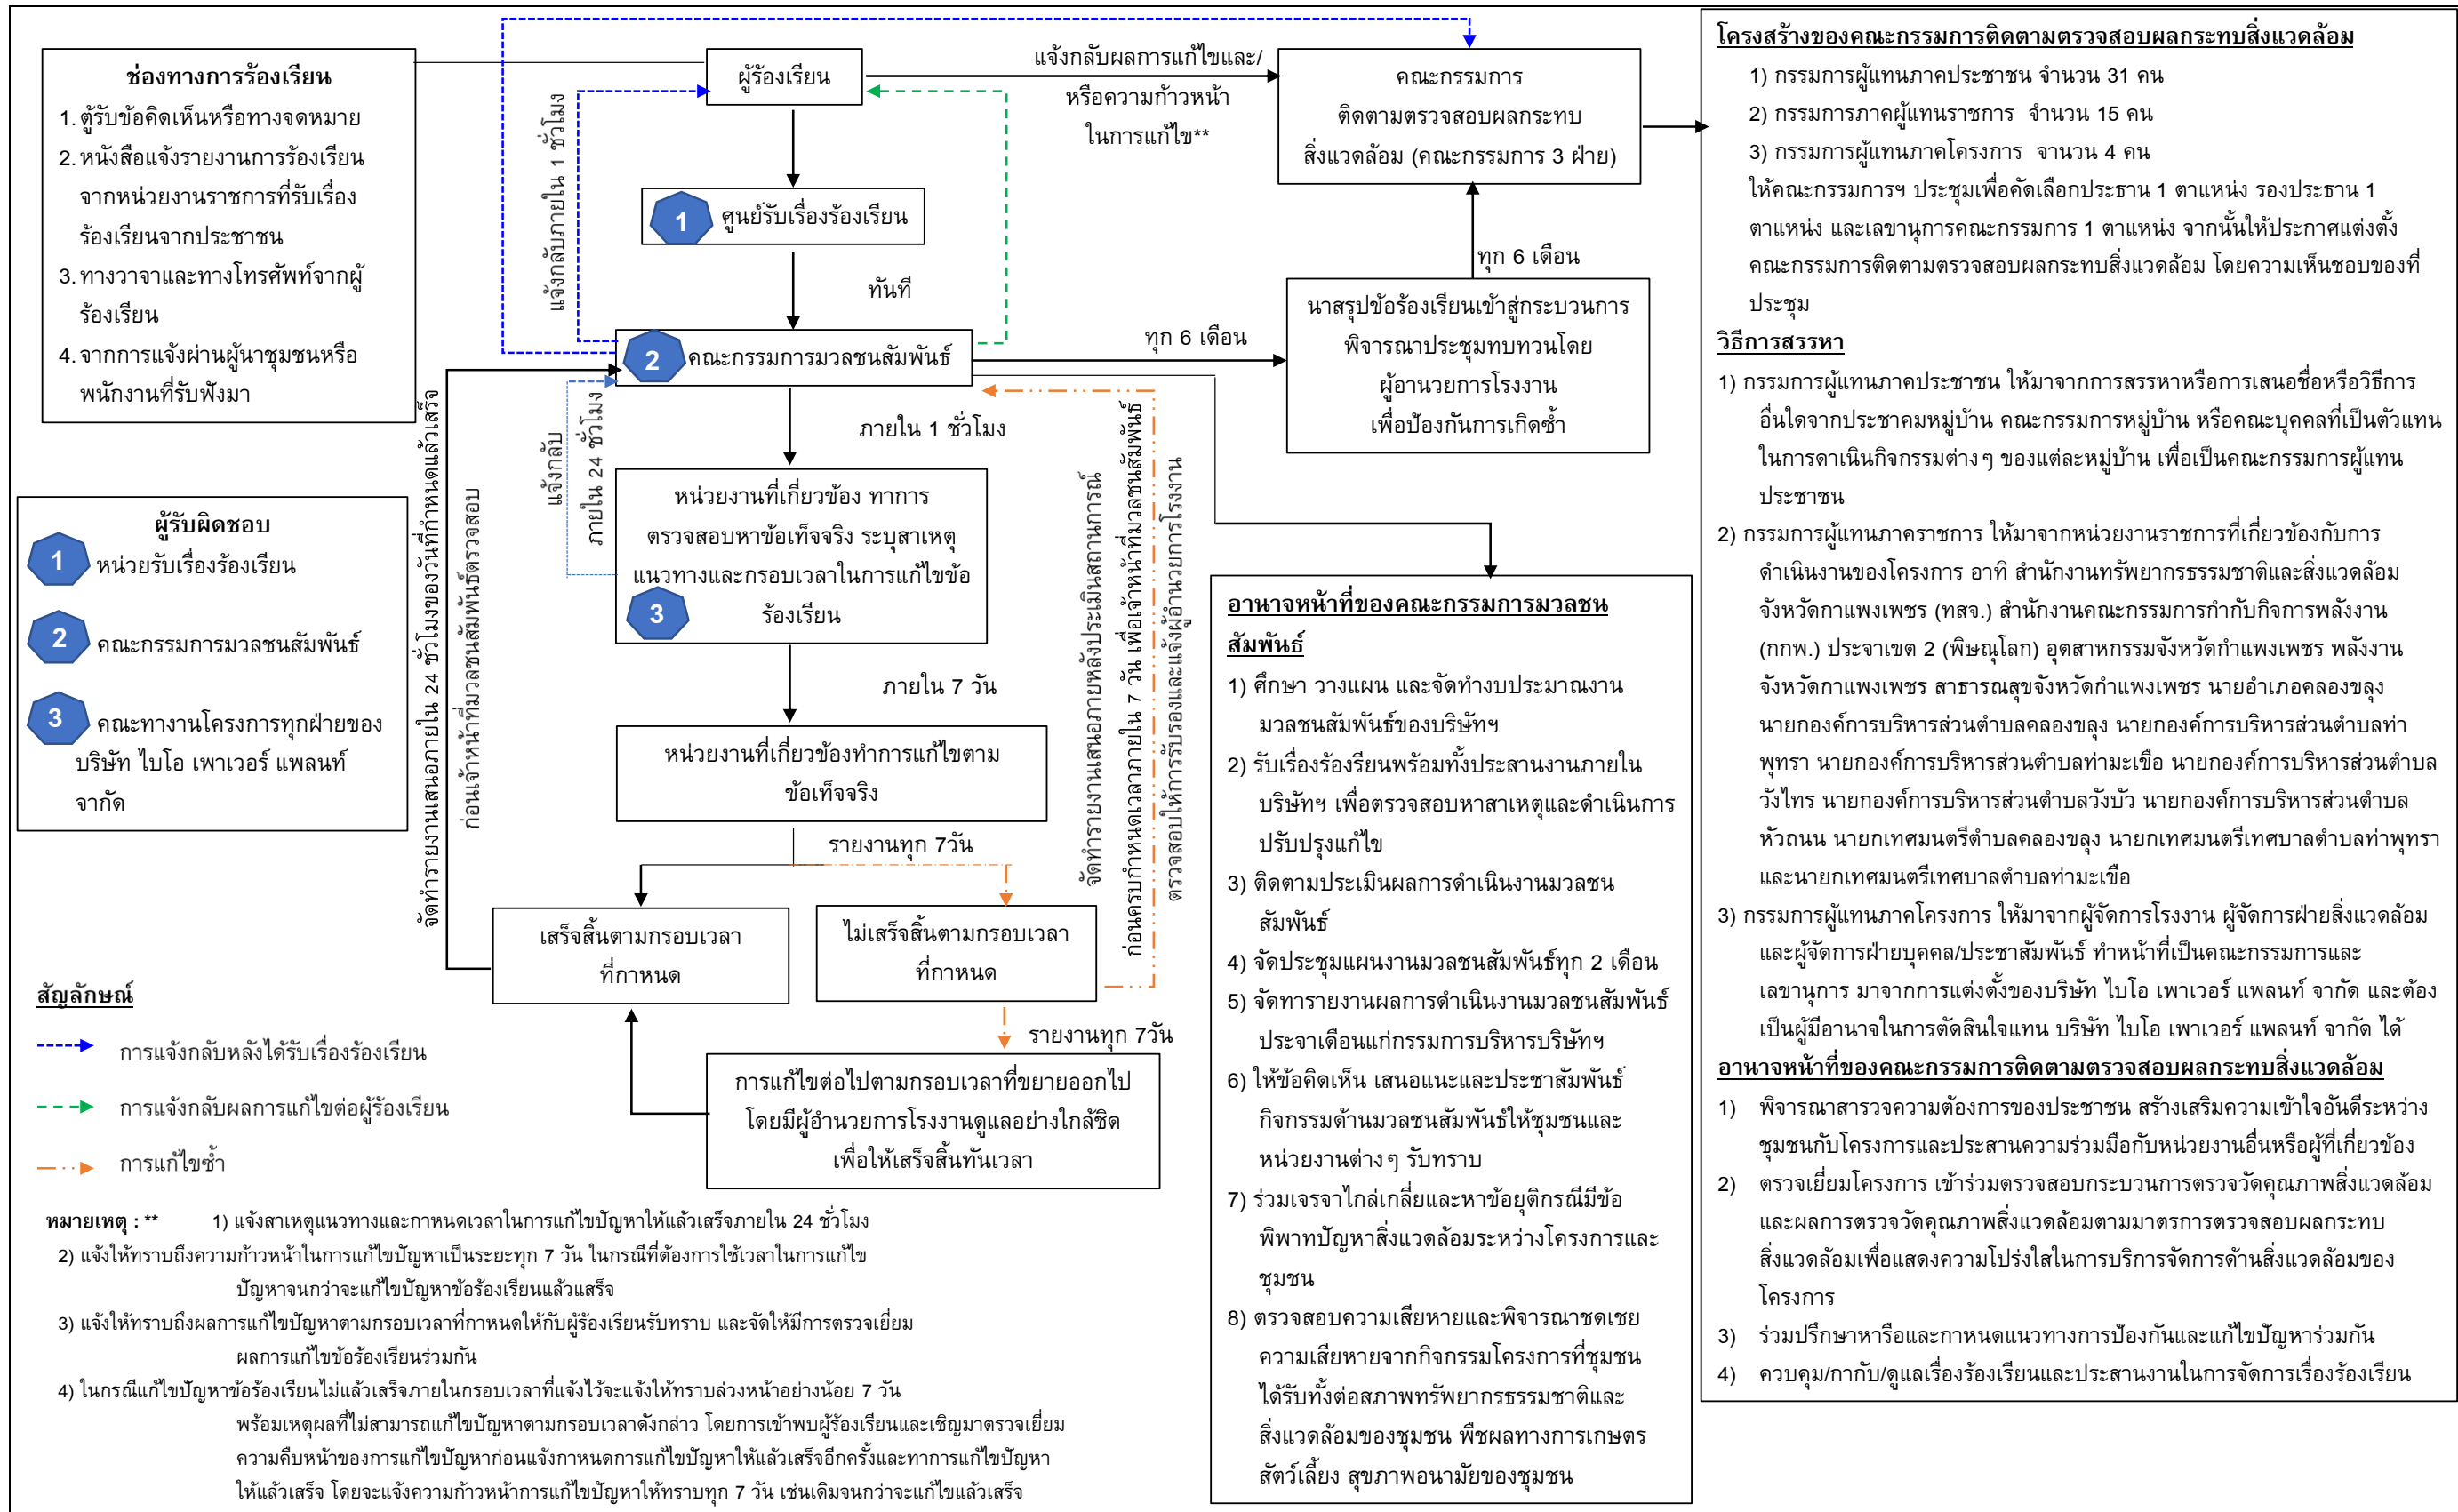 ช่องทางการร้องเรียน
1. ตู้รับข้อคิดเห็นหรือทางจดหมาย
2. หนังสือแจ้งรายงานการร้องเรียน
จากหน่วยงานราชการที่รับเรื่อง
ร้องเรียนจากประชาชน
3. ทางวาจาและทางโทรศัพท์จากผู้
ร้องเรียน
4. จากการแจ้งผ่านผู้นาชุมชนหรือ
พนักงานที่รับฟังมา
ผู้รับผิดชอบ
1 หน่วยรับเรื่องร้องเรียน
2 คณะกรรมการมวลชนสัมพันธ์
3 คณะทางานโครงการทุกฝ่ายของ
บริษัท ไบโอ เพาเวอร์ แพลนท์
จากัด
สัญลักษณ์
การแจ้งกลับหลังได้รับเรื่องร้องเรียน
การแจ้งกลับผลการแก้ไขต่อผู้ร้องเรียน
การแก้ไขซ้ำ
ผู้ร้องเรียน
แจ้งกลับภายใน 1 ชั่วโมง
1 ศูนย์รับเรื่องร้องเรียน
ทันที
2 คณะกรรมการมวลชนสัมพันธ์
ภายใน 1 ชั่วโมง
แจ้งกลับ
ภายใน 24 ชั่วโมง
หน่วยงานที่เกี่ยวข้อง ทาการ
ตรวจสอบหาข้อเท็จจริง ระบุสาเหตุ
แนวทางและกรอบเวลาในการแก้ไขข้อ
ร้องเรียน
3
ภายใน 7 วัน
หน่วยงานที่เกี่ยวข้องทำการแก้ไขตาม
ข้อเท็จจริง
รายงานทุก 7วัน
เสร็จสิ้นตามกรอบเวลา
ที่กาหนด
ไม่เสร็จสิ้นตามกรอบเวลา
ที่กาหนด
รายงานทุก 7วัน
การแก้ไขต่อไปตามกรอบเวลาที่ขยายออกไป
โดยมีผู้อำนวยการโรงงานดูแลอย่างใกล้ชิด
เพื่อให้เสร็จสิ้นทันเวลา
จัดทำรายงานเสนอภายใน 24 ชั่วโมงของวันที่กำหนดแล้วเสร็จ
ก่อนเจ้าหน้าที่มวลชนสัมพันธ์ตรวจสอบ
จัดทำรายงานเสนอภายหลังประเมินสถานการณ์
ก่อนครบกำหนดเวลาภายใน 7 วัน เพื่อเจ้าหน้าที่มวลชนสัมพันธ์
ตรวจสอบให้การรับรองและแจ้งผู้อำนวยการโรงงาน
แจ้งกลับผลการแก้ไขและ/
หรือความก้าวหน้า
ในการแก้ไข**
คณะกรรมการ
ติดตามตรวจสอบผลกระทบ
สิ่งแวดล้อม (คณะกรรมการ 3 ฝ่าย)
ทุก 6 เดือน
ทุก 6 เดือน
นาสรุปข้อร้องเรียนเข้าสู่กระบวนการ
พิจารณาประชุมทบทวนโดย
ผู้อานวยการโรงงาน
เพื่อป้องกันการเกิดซ้ำ
อานาจหน้าที่ของคณะกรรมการมวลชน
สัมพันธ์
1) ศึกษา วางแผน และจัดทำงบประมาณงาน
มวลชนสัมพันธ์ของบริษัทฯ
2) รับเรื่องร้องรียนพร้อมทั้งประสานงานภายใน
บริษัทฯ เพื่อตรวจสอบหาสาเหตุและดำเนินการ
ปรับปรุงแก้ไข
3) ติดตามประเมินผลการดำเนินงานมวลชน
สัมพันธ์
4) จัดประชุมแผนงานมวลชนสัมพันธ์ทุก 2 เดือน
5) จัดทารายงานผลการดำเนินงานมวลชนสัมพันธ์
ประจาเดือนแก่กรรมการบริหารบริษัทฯ
6) ให้ข้อคิดเห็น เสนอแนะและประชาสัมพันธ์
กิจกรรมด้านมวลชนสัมพันธ์ให้ชุมชนและ
หน่วยงานต่างๆ รับทราบ
7) ร่วมเจรจาไกล่เกลี่ยและหาข้อยุติกรณีมีข้อ
พิพาทปัญหาสิ่งแวดล้อมระหว่างโครงการและ
ชุมชน
8) ตรวจสอบความเสียหายและพิจารณาชดเชย
ความเสียหายจากกิจกรรมโครงการที่ชุมชน
ได้รับทั้งต่อสภาพทรัพยากรธรรมชาติและ
สิ่งแวดล้อมของชุมชน พืชผลทางการเกษตร
สัตว์เลี้ยง สุขภาพอนามัยของชุมชน
โครงสร้างของคณะกรรมการติดตามตรวจสอบผลกระทบสิ่งแวดล้อม
1) กรรมการผู้แทนภาคประชาชน จำนวน 31 คน
2) กรรมการภาคผู้แทนราชการ จำนวน 15 คน
3) กรรมการผู้แทนภาคโครงการ จานวน 4 คน
ให้คณะกรรมการฯ ประชุมเพื่อคัดเลือกประธาน 1 ตาแหน่ง รองประธาน 1
ตาแหน่ง และเลขานุการคณะกรรมการ 1 ตาแหน่ง จากนั้นให้ประกาศแต่งตั้ง
คณะกรรมการติดตามตรวจสอบผลกระทบสิ่งแวดล้อม โดยความเห็นชอบของที่
ประชุม
วิธีการสรรหา
1) กรรมการผู้แทนภาคประชาชน ให้มาจากการสรรหาหรือการเสนอชื่อหรือวิธีการ
อื่นใดจากประชาคมหมู่บ้าน คณะกรรมการหมู่บ้าน หรือคณะบุคคลที่เป็นตัวแทน
ในการดาเนินกิจกรรมต่างๆ ของแต่ละหมู่บ้าน เพื่อเป็นคณะกรรมการผู้แทน
ประชาชน
2) กรรมการผู้แทนภาคราชการ ให้มาจากหน่วยงานราชการที่เกี่ยวข้องกับการ
ดำเนินงานของโครงการ อาทิ สำนักงานทรัพยากรธรรมชาติและสิ่งแวดล้อม
จังหวัดกาแพงเพชร (ทสจ.) สำนักงานคณะกรรมการกำกับกิจการพลังงาน
(กกพ.) ประจาเขต 2 (พิษณุโลก) อุตสาหกรรมจังหวัดกำแพงเพชร พลังงาน
จังหวัดกาแพงเพชร สาธารณสุขจังหวัดกำแพงเพชร นายอำเภอคลองขลุง
นายกองค์การบริหารส่วนตำบลคลองขลุง นายกองค์การบริหารส่วนตำบลท่า
พุทรา นายกองค์การบริหารส่วนตำบลท่ามะเขือ นายกองค์การบริหารส่วนตำบล
วังไทร นายกองค์การบริหารส่วนตำบลวังบัว นายกองค์การบริหารส่วนตำบล
หัวถนน นายกเทศมนตรีตำบลคลองขลุง นายกเทศมนตรีเทศบาลตำบลท่าพุทรา
และนายกเทศมนตรีเทศบาลตำบลท่ามะเขือ
3) กรรมการผู้แทนภาคโครงการ ให้มาจากผู้จัดการโรงงาน ผู้จัดการฝ่ายสิ่งแวดล้อม
และผู้จัดการฝ่ายบุคคล/ประชาสัมพันธ์ ทำหน้าที่เป็นคณะกรรมการและ
เลขานุการ มาจากการแต่งตั้งของบริษัท ไบโอ เพาเวอร์ แพลนท์ จากัด และต้อง
เป็นผู้มีอานาจในการตัดสินใจแทน บริษัท ไบโอ เพาเวอร์ แพลนท์ จากัด ได้
อานาจหน้าที่ของคณะกรรมการติดตามตรวจสอบผลกระทบสิ่งแวดล้อม
1) พิจารณาสารวจความต้องการของประชาชน สร้างเสริมความเข้าใจอันดีระหว่าง
ชุมชนกับโครงการและประสานความร่วมมือกับหน่วยงานอื่นหรือผู้ที่เกี่ยวข้อง
2) ตรวจเยี่ยมโครงการ เข้าร่วมตรวจสอบกระบวนการตรวจวัดคุณภาพสิ่งแวดล้อม
และผลการตรวจวัดคุณภาพสิ่งแวดล้อมตามมาตรการตรวจสอบผลกระทบ
สิ่งแวดล้อมเพื่อแสดงความโปร่งใสในการบริการจัดการด้านสิ่งแวดล้อมของ
โครงการ
3) ร่วมปรึกษาหารือและกาหนดแนวทางการป้องกันและแก้ไขปัญหาร่วมกัน
4) ควบคุม/กากับ/ดูแลเรื่องร้องเรียนและประสานงานในการจัดการเรื่องร้องเรียน
หมายเหตุ : ** 1) แจ้งสาเหตุแนวทางและกาหนดเวลาในการแก้ไขปัญหาให้แล้วเสร็จภายใน 24 ชั่วโมง
2) แจ้งให้ทราบถึงความก้าวหน้าในการแก้ไขปัญหาเป็นระยะทุก 7 วัน ในกรณีที่ต้องการใช้เวลาในการแก้ไข
ปัญหาจนกว่าจะแก้ไขปัญหาข้อร้องเรียนแล้วแสร็จ
3) แจ้งให้ทราบถึงผลการแก้ไขปัญหาตามกรอบเวลาที่กำหนดให้กับผู้ร้องเรียนรับทราบ และจัดให้มีการตรวจเยี่ยม
ผลการแก้ไขข้อร้องเรียนร่วมกัน
4) ในกรณีแก้ไขปัญหาข้อร้องเรียนไม่แล้วเสร็จภายในกรอบเวลาที่แจ้งไว้จะแจ้งให้ทราบล่วงหน้าอย่างน้อย 7 วัน
พร้อมเหตุผลที่ไม่สามารถแก้ไขปัญหาตามกรอบเวลาดังกล่าว โดยการเข้าพบผู้ร้องเรียนและเชิญมาตรวจเยี่ยม
ความคืบหน้าของการแก้ไขปัญหาก่อนแจ้งกาหนดการแก้ไขปัญหาให้แล้วเสร็จอีกครั้งและทาการแก้ไขปัญหา
ให้แล้วเสร็จ โดยจะแจ้งความก้าวหน้าการแก้ไขปัญหาให้ทราบทุก 7 วัน เช่นเดิมจนกว่าจะแก้ไขแล้วเสร็จ